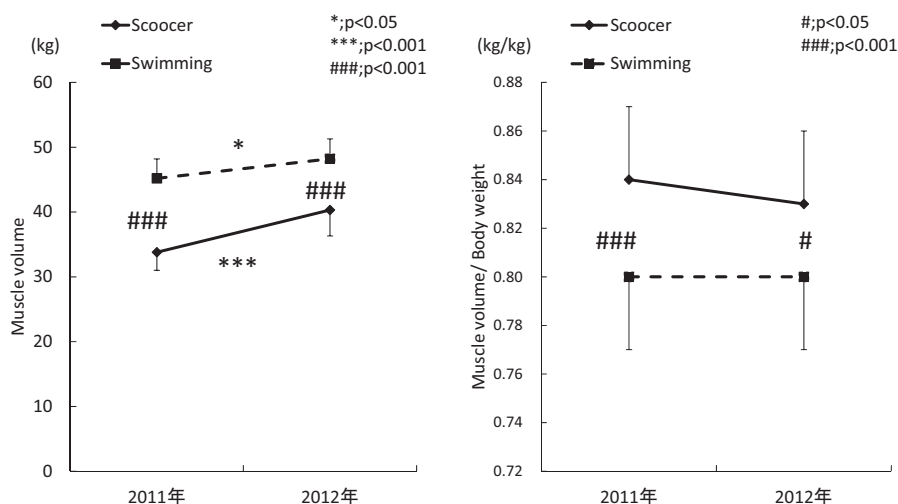 Scoocer
Swimming
*;p<0.05
***;p<0.001
###;p<0.001
(kg)
60
50
40
30
20
10
0
Muscle volume
*
###
###
***
2011年
2012年
Scoocer
Swimming
#;p<0.05
###;p<0.001
(kg/kg)
0.88
0.86
0.84
0.82
0.80
0.78
0.76
0.74
0.72
Muscle volume/ Body weight
###
#
2011年
2012年